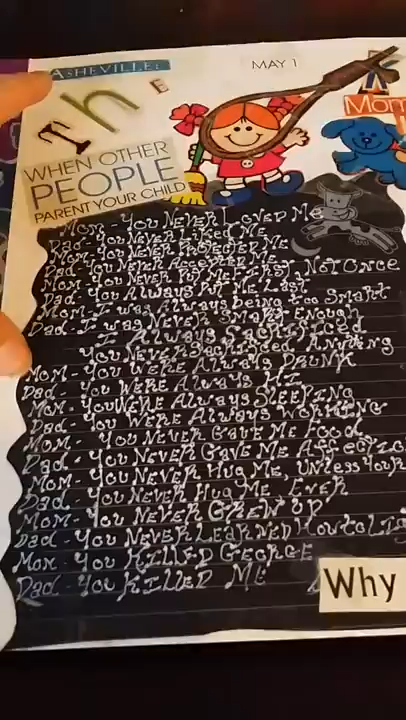 ASHEVILLE:
MAY 1
The
Mom
WHEN OTHER
PEOPLE
PARENT YOUR CHILD
Mom - You NEVER Loved Me
Dad - You NEVER Liked Me
Mom - You NEVER Protected Me
Dad - You NEVER Accepted Me
Mom - You NEVER Put Me First, Not Once
Dad - You Always Put Me Last
Mom - I was Always being too Smart
Dad - I was NEVER Smart Enough
I Always Sacrificed
You NEVER Sacrificed Anything
Mom - You WERE Always DRUNK
Dad - You WERE Always
Mom - You WERE Always SLEEPING
Dad - You WERE Always WORKING
Mom - You NEVER Gave Me Food
Dad - You NEVER Gave Me
Mom - You NEVER Hug Me, Unless
Dad - You NEVER Hug Me Ever
Mom - You NEVER GREW UP
Dad - You NEVER LEARNED How to
Mom - You KILLED GEORGE
Dad - You KILLED ME
Why